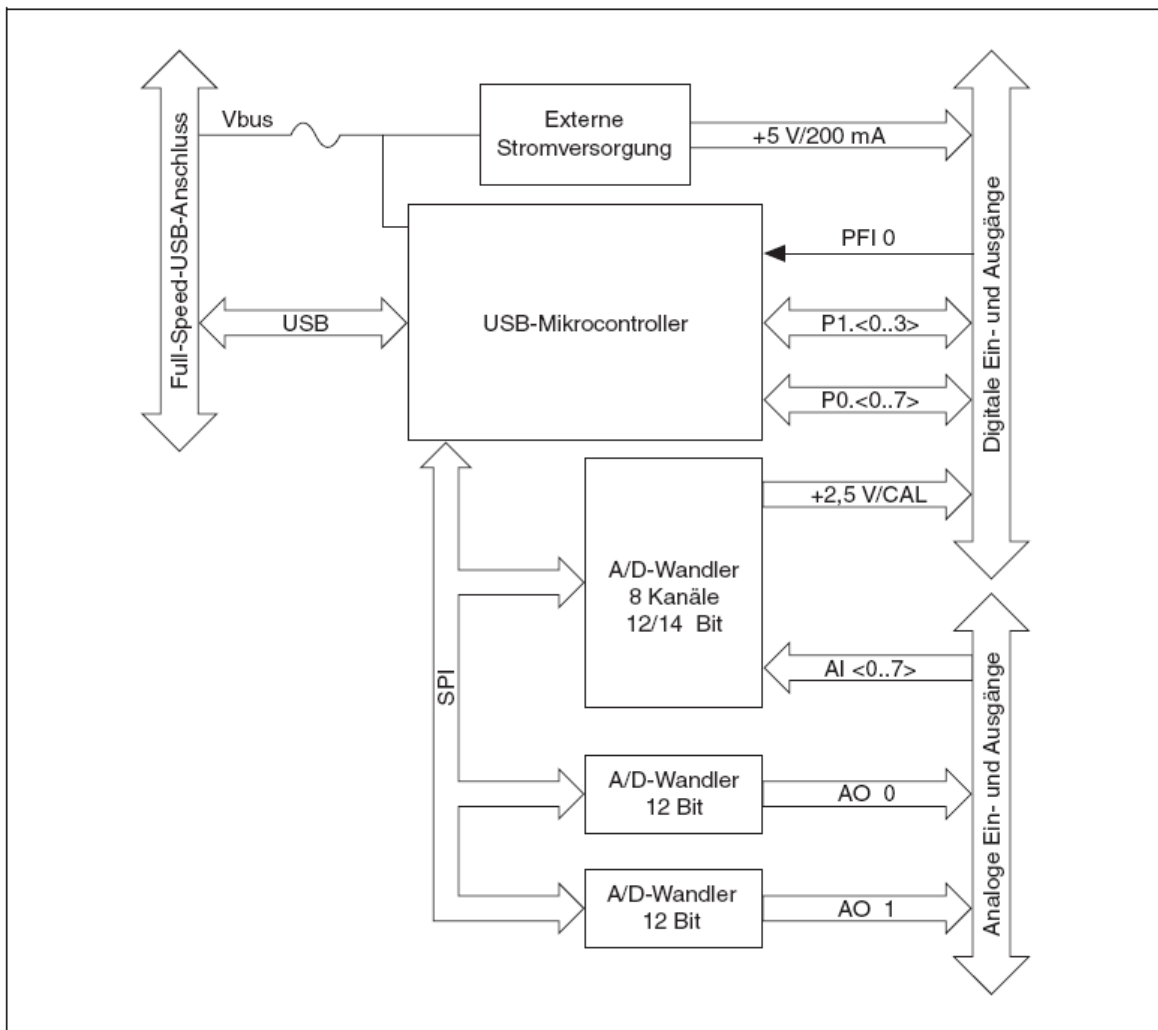 Vbus
Externe
Stromversorgung
+5 V/200 mA
Full-Speed-USB-Anschluss
USB
USB-Mikrocontroller
PFI 0
P1.<0..3>
P0.<0..7>
Digitale Ein- und Ausgänge
+2,5 V/CAL
A/D-Wandler
8 Kanäle
12/14 Bit
SPI
AI <0..7>
A/D-Wandler
12 Bit
AO 0
A/D-Wandler
12 Bit
AO 1
Analoge Ein- und Ausgänge